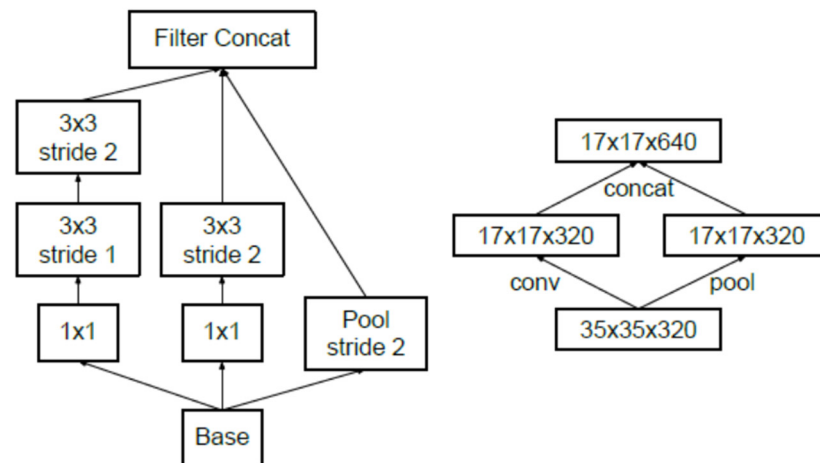 Filter Concat
3x3
stride 2
3x3
stride 1
3x3
stride 2
1x1
1x1
Pool
stride 2
Base
17x17x640
concat
17x17x320
17x17x320
conv
pool
35x35x320